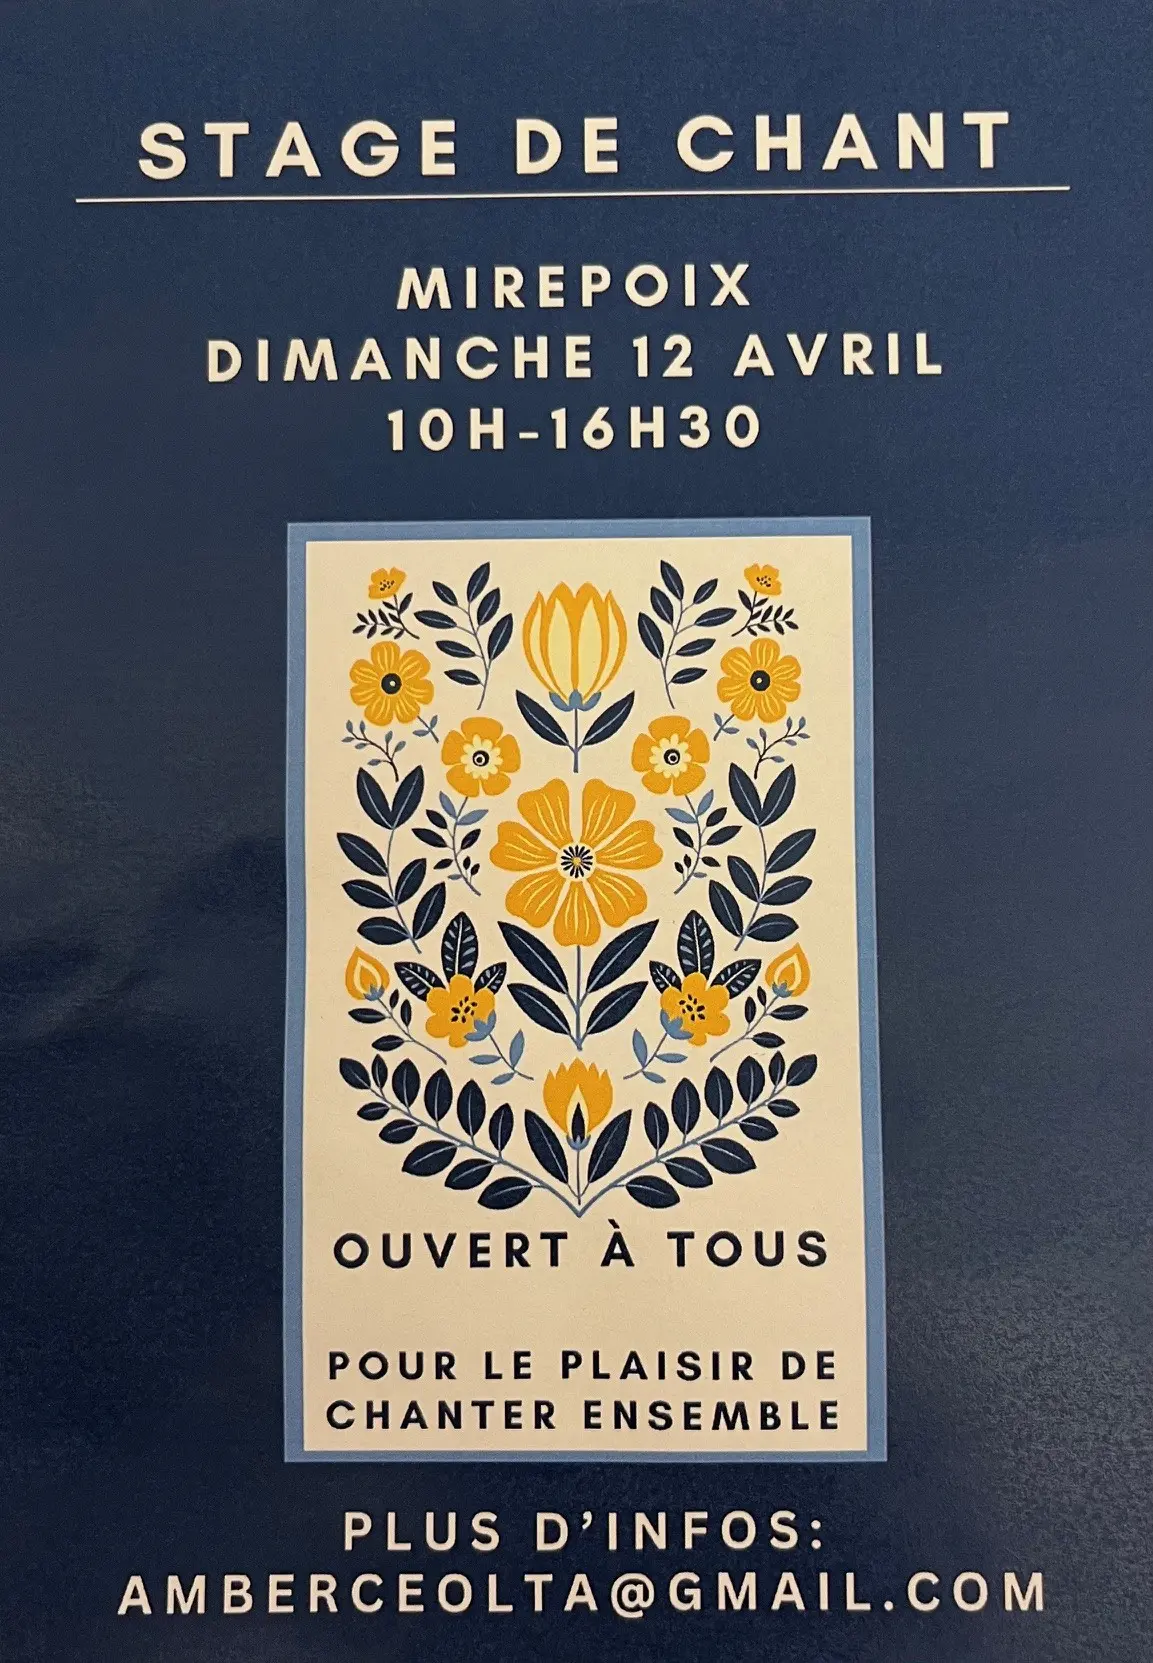 STAGE DE CHANT
MIREPOIX
DIMANCHE 12 AVRIL
10H-16H30
OUVERT À TOUS
POUR LE PLAISIR DE
CHANTER ENSEMBLE
PLUS D'INFOS:
AMBERCEOLTA@GMAIL.COM